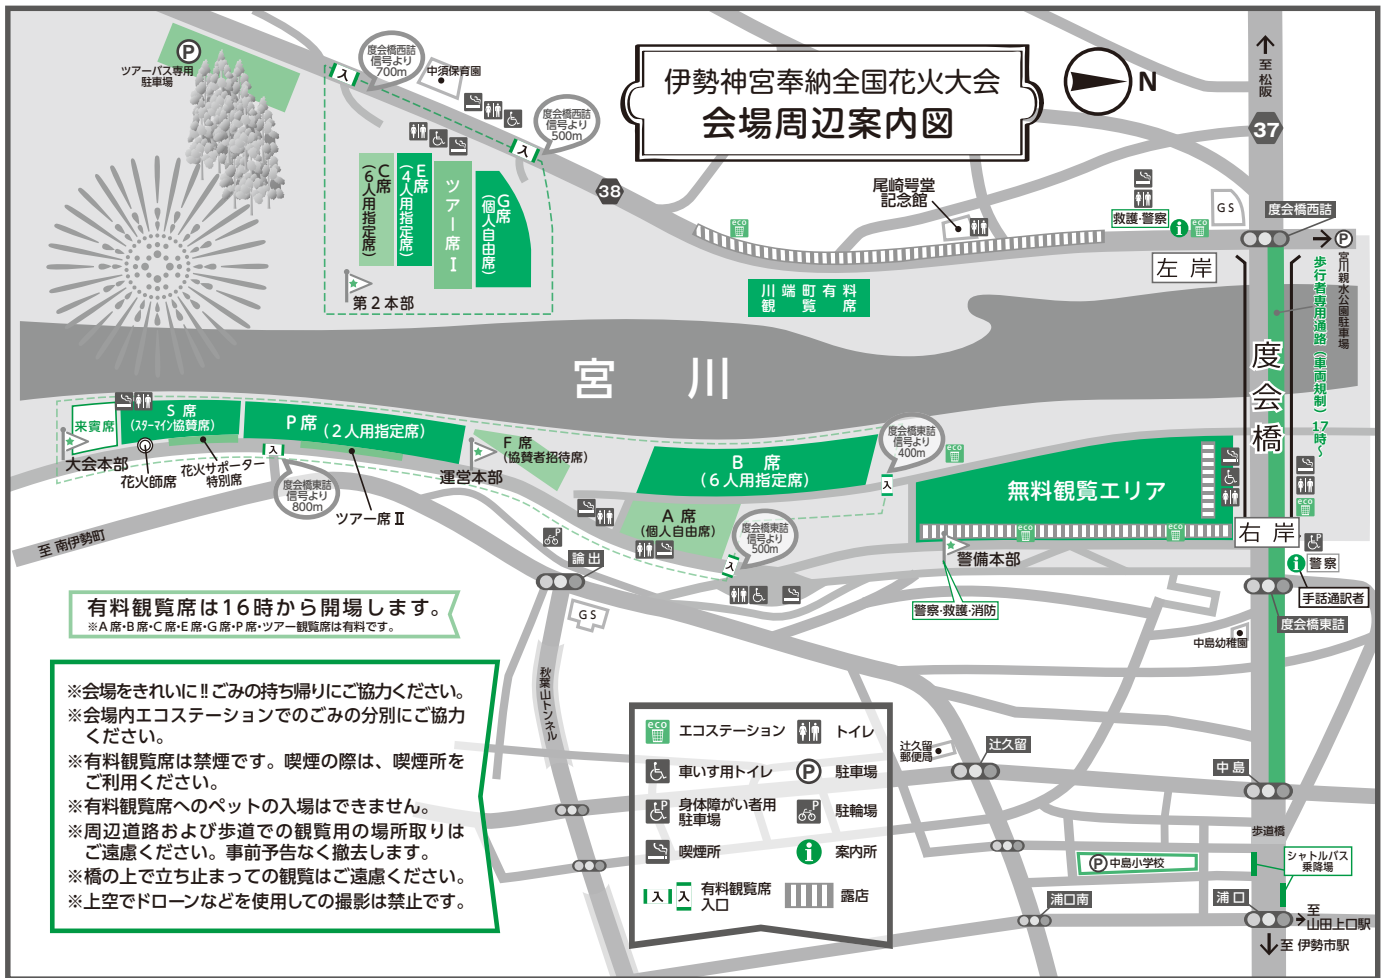 伊勢神宮奉納全国花火大会
会場周辺案内図
N
至 松阪
37
P
ツアーバス専用
駐車場
入
度会橋西詰
信号より
700m
中須保育園
入
度会橋西詰
信号より
500m
38
C席
(6人用指定席)
E席
(4人用指定席)
ツアー席 I
G席
(個人自由席)
第2本部
尾崎咢堂
記念館
eco
救護・警察
i
eco
GS
度会橋西詰
P
宮川親水公園駐車場
左岸
川端町有料
観覧席
歩行者専用通路(車両規制)17時~
度会橋
宮川
来賓席
S 席
(スターマイン協賛席)
P 席(2人用指定席)
F 席
(協賛者招待席)
大会本部
花火師席
花火サポーター
特別席
入
度会橋東詰
信号より
800m
ツアー席Ⅱ
運営本部
B 席
(6人用指定席)
A 席
(個人自由席)
度会橋東詰
信号より
400m
入
度会橋東詰
信号より
500m
入
eco
無料観覧エリア
eco
eco
eco
右岸
警備本部
警察・救護・消防
P
i
警察
手話通訳者
度会橋東詰
至 南伊勢町
P
諭出
GS
秋葉山トンネル
中島幼稚園
有料観覧席は16時から開場します。
※A席・B席・C席・E席・G席・P席・ツアー観覧席は有料です。
※会場をきれいに!!ごみの持ち帰りにご協力ください。
※会場内エコステーションでのごみの分別にご協力
ください。
※有料観覧席は禁煙です。喫煙の際は、喫煙所を
ご利用ください。
※有料観覧席へのペットの入場はできません。
※周辺道路および歩道での観覧用の場所取りは
ご遠慮ください。事前予告なく撤去します。
※橋の上で立ち止まっての観覧はご遠慮ください。
※上空でドローンなどを使用しての撮影は禁止です。
eco
エコステーション
トイレ
車いす用トイレ
P
駐車場
P
身体障がい者用
駐車場
P
駐輪場
喫煙所
i
案内所
入
入
有料観覧席
入口
露店
辻久留
郵便局
辻久留
中島
歩道橋
P
中島小学校
シャトルバス
乗降場
浦口南
浦口
至
山田上口駅
至 伊勢市駅